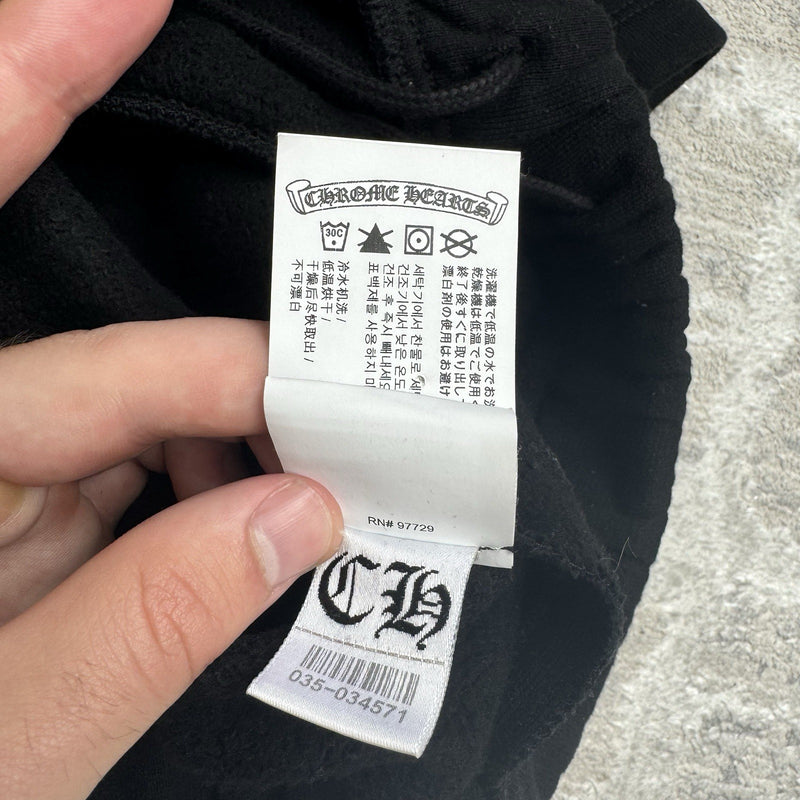 CHROME HEARTS
30C
洗濯機で低温の水でお洗
乾燥機は低温でご使用く
終了後すぐに取り出し
漂白剤の使用はお避け
세탁기에서 찬물로 세
건조기에서 낮은 온도
건조 후 즉시 빼내세요
표백제를 사용하지 마
冷水机洗/
低温烘干/
干燥后尽快取出/
不可漂白
RN# 97729
CH
035-034571